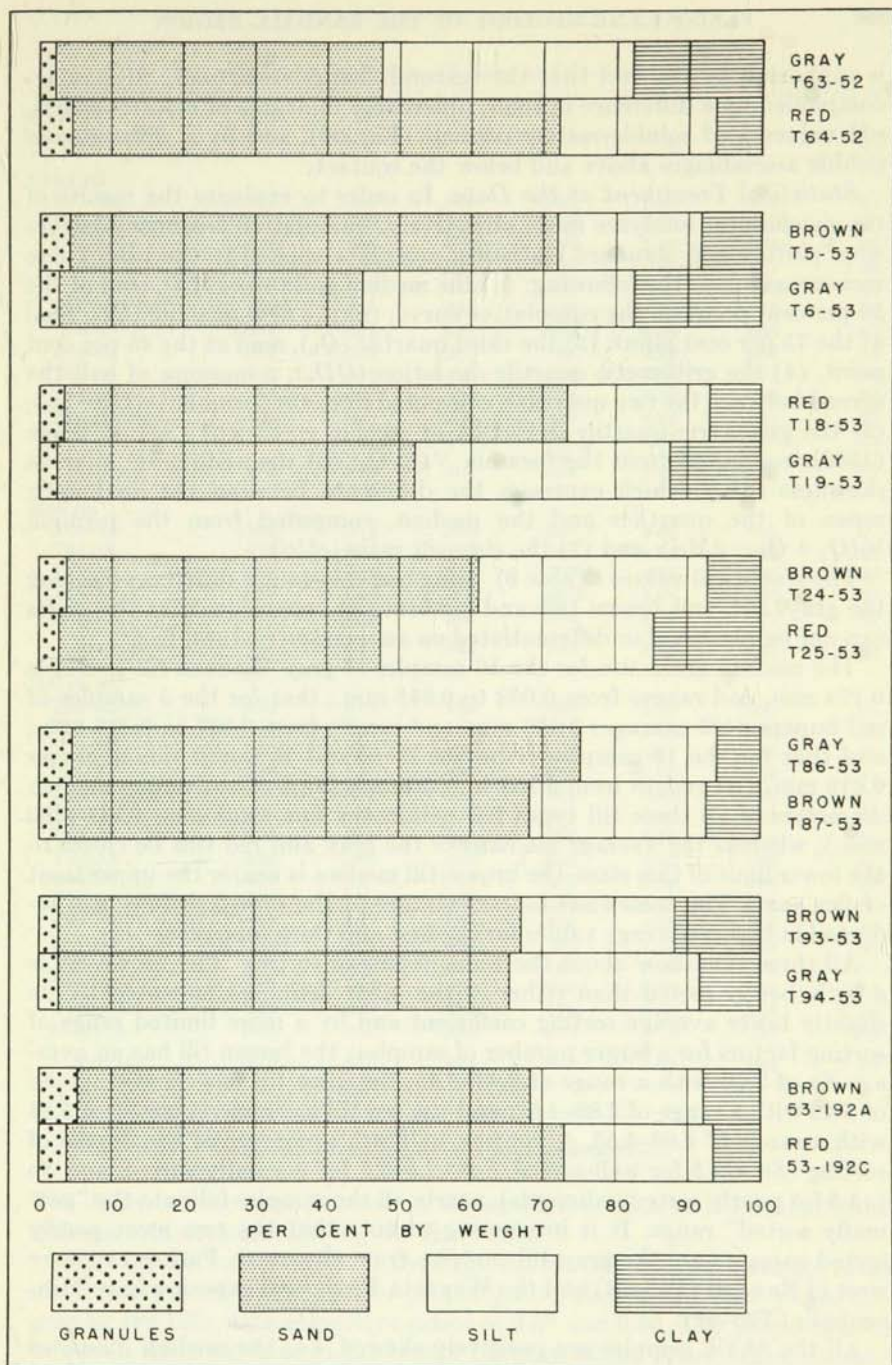 GRAY
T63-52
RED
T64-52
BROWN
T5-53
GRAY
T6-53
RED
T18-53
GRAY
T19-53
BROWN
T24-53
RED
T25-53
GRAY
T86-53
BROWN
T87-53
BROWN
T93-53
GRAY
T94-53
BROWN
53-192A
RED
53-192C
0 10 20 30 40 50 60 70 80 90 100
PER CENT BY WEIGHT
GRANULES SAND SILT CLAY